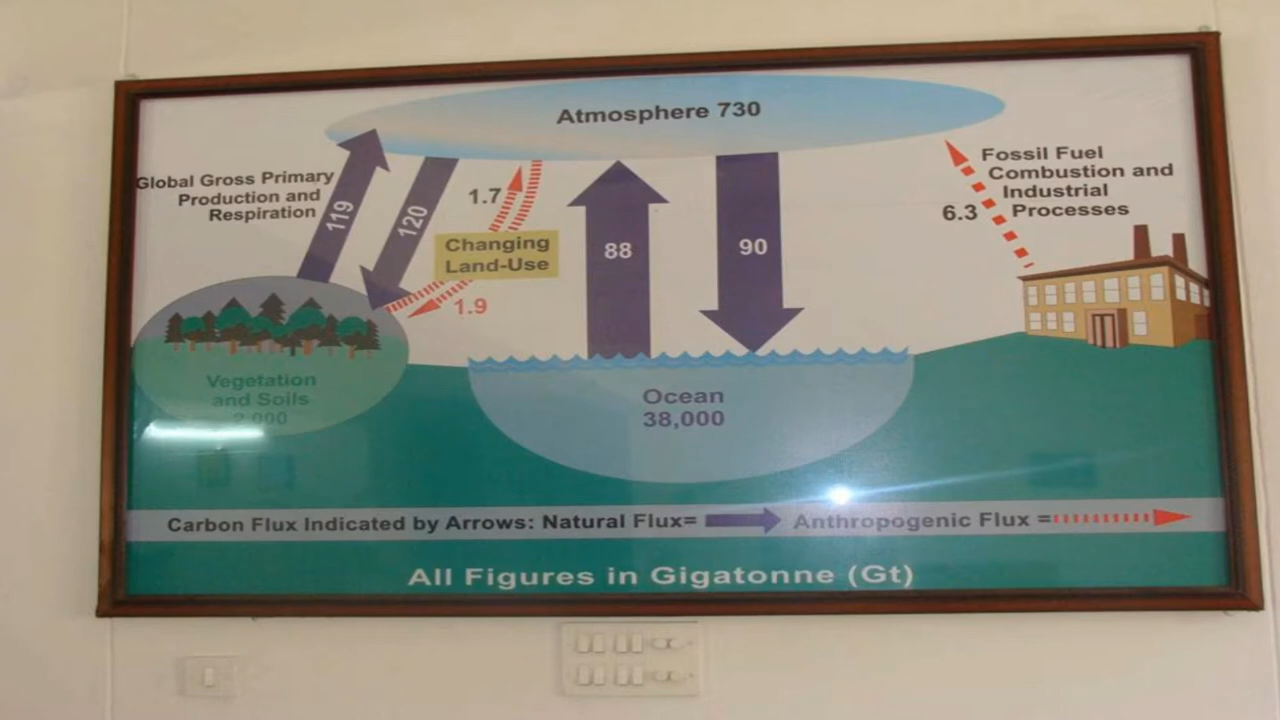 Atmosphere 730
Global Gross Primary
Production and
Respiration
119
120
1.7
Changing
Land-Use
1.9
88
90
Fossil Fuel
Combustion and
Industrial
Processes
6.3
Vegetation
and Soils
2,000
Ocean
38,000
Carbon Flux Indicated by Arrows: Natural Flux= Anthropogenic Flux =
All Figures in Gigatonne (Gt)